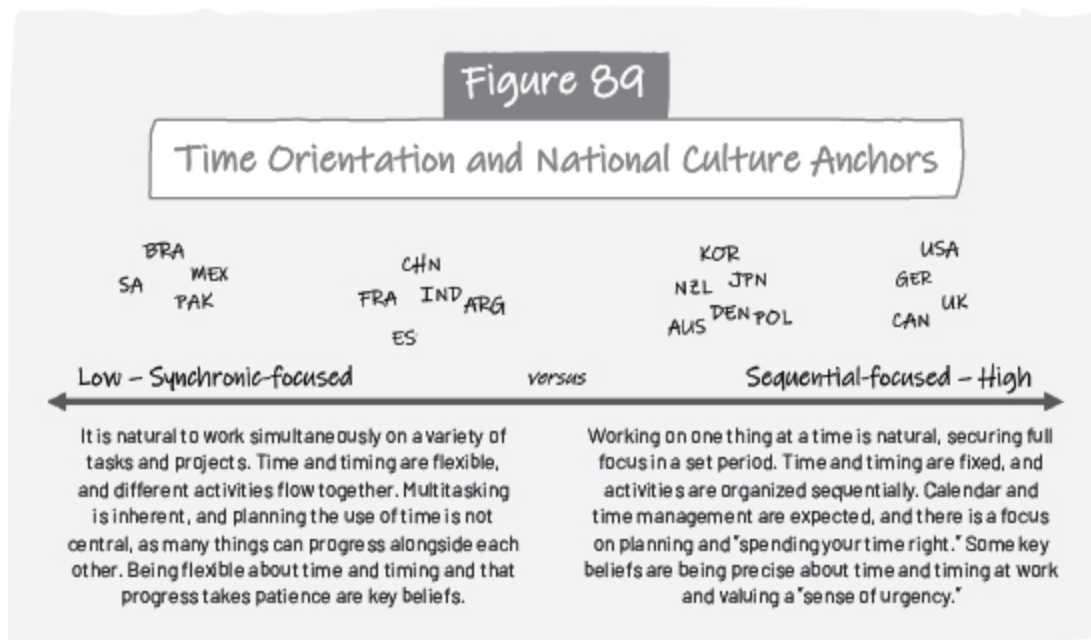 Figure 89
Time Orientation and National Culture Anchors
BRA
SA MEX
PAK
CHN
FRA IND ARG
ES
KOR
NZL JPN
AUS DEN POL
USA
GER
UK
CAN
Low – Synchronic-focused versus Sequential-focused – High
It is natural to work simultaneously on a variety of
tasks and projects. Time and timing are flexible,
and different activities flow together. Multitasking
is inherent, and planning the use of time is not
central, as many things can progress alongside each
other. Being flexible about time and timing and that
progress takes patience are key beliefs.
Working on one thing at a time is natural, securing full
focus in a set period. Time and timing are fixed, and
activities are organized sequentially. Calendar and
time management are expected, and there is a focus
on planning and "spending your time right." Some key
beliefs are being precise about time and timing at work
and valuing a "sense of urgency."